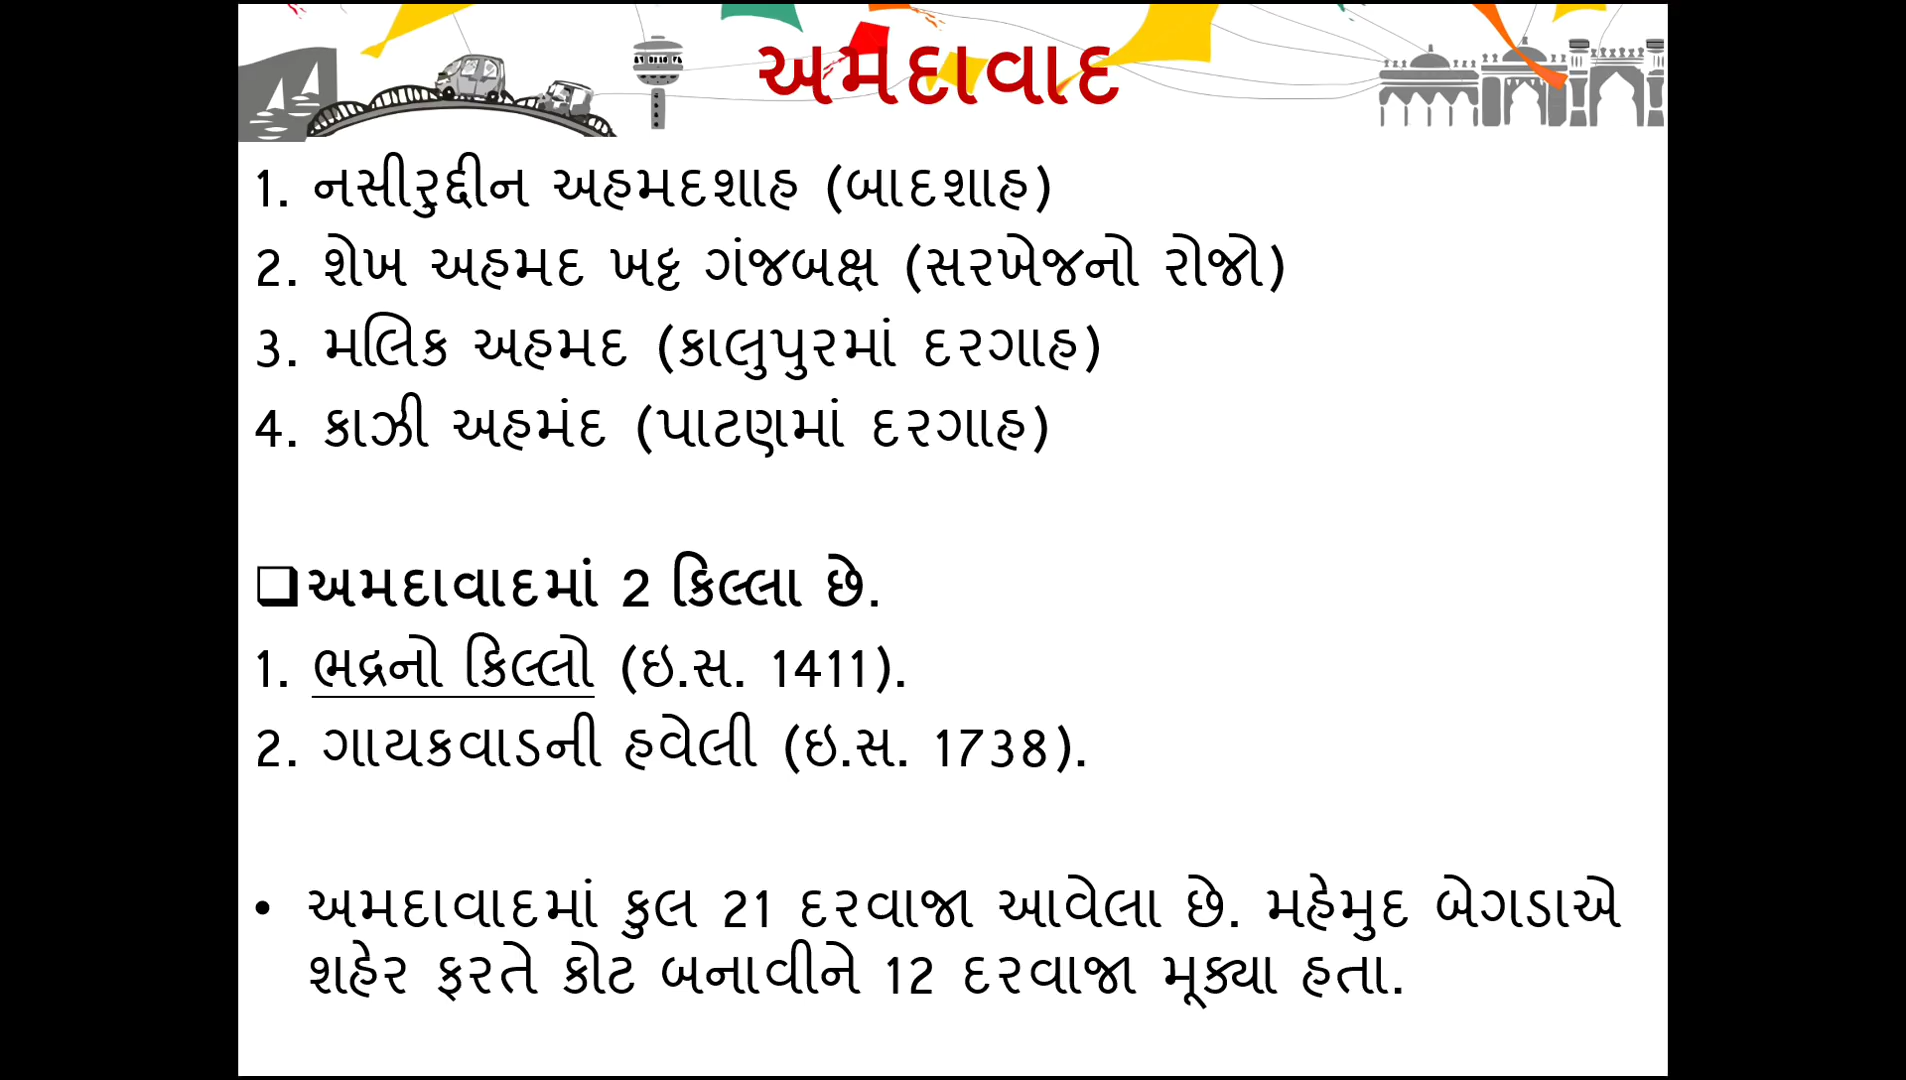 અમદાવાદ
1. નસીરુદ્દીન અહમદશાહ (બાદશાહ)
2. શેખ અહમદ ખટ્ટ ગંજબક્ષ (સરખેજનો રોજો)
3. મલિક અહમદ (કાલુપુરમાં દરગાહ)
4. કાઝી અહમંદ (પાટણમાં દરગાહ)
❑અમદાવાદમાં 2 કિલ્લા છે.
1. ભદ્રનો કિલ્લો (ઇ.સ. 1411).
2. ગાયકવાડની હવેલી (ઇ.સ. 1738).
• અમદાવાદમાં કુલ 21 દરવાજા આવેલા છે. મહેમુદ બેગડાએ
શહેર ફરતે કોટ બનાવીને 12 દરવાજા મૂક્યા હતા.